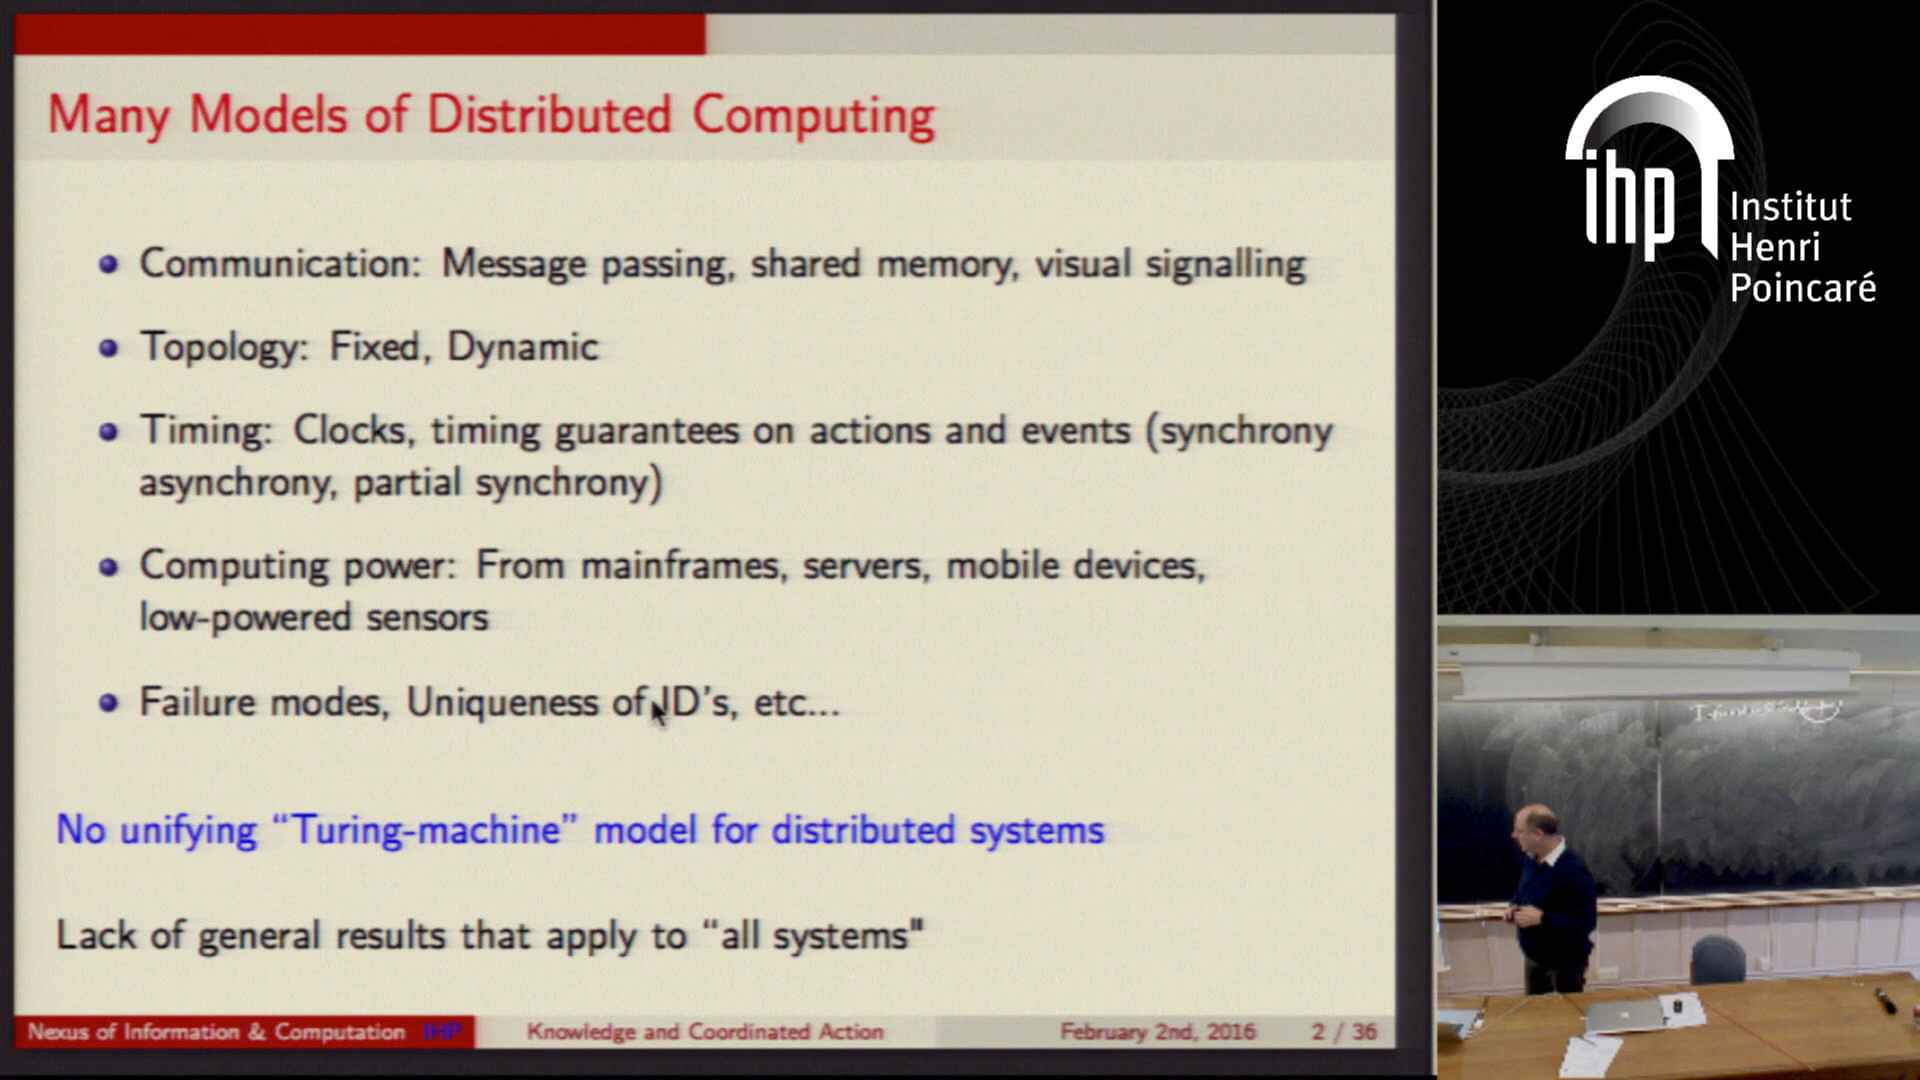 Many Models of Distributed Computing
Communication: Message passing, shared memory, visual signalling
Topology: Fixed, Dynamic
Timing: Clocks, timing guarantees on actions and events (synchrony
asynchrony, partial synchrony)
Computing power: From mainframes, servers, mobile devices,
low-powered sensors
Failure modes, Uniqueness of ID's, etc...
No unifying “Turing-machine” model for distributed systems
Lack of general results that apply to “all systems"
Nexus of Information & Computation IHP Knowledge and Coordinated Action February 2nd, 2016 2 / 36
ihp
Institut
Henri
Poincaré